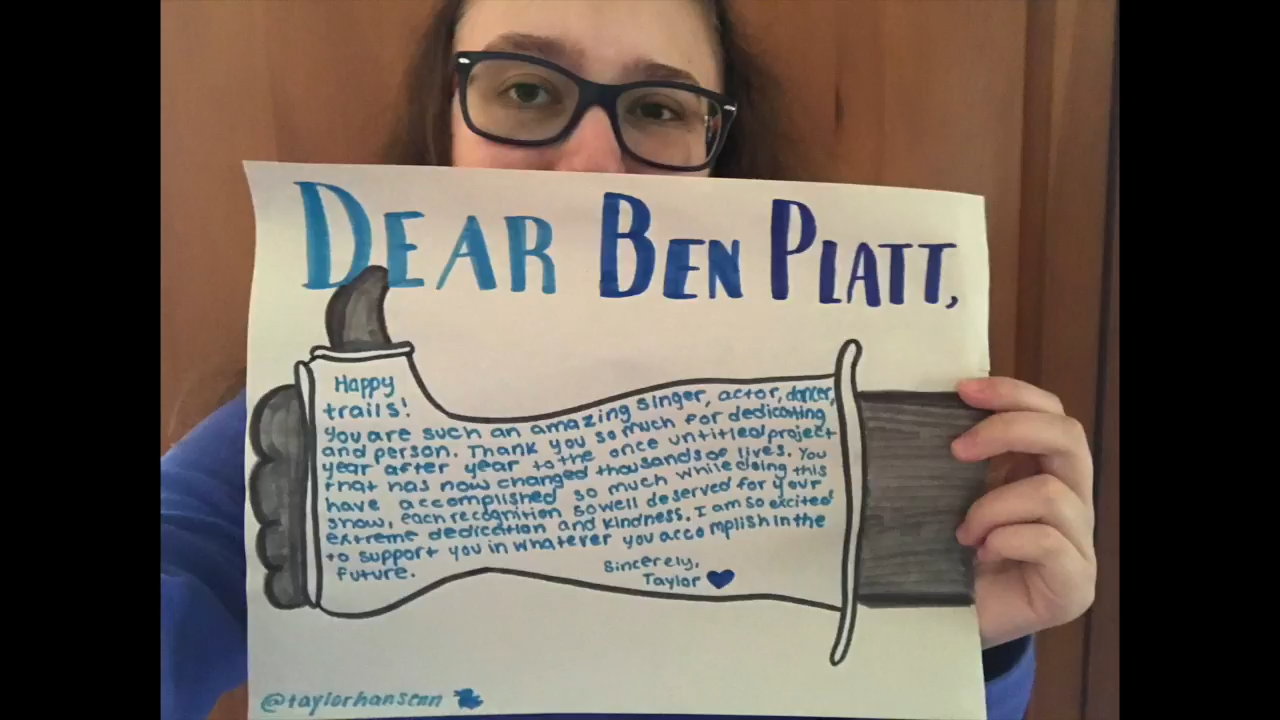 DEAR BEN PLATT,
Happy
trails!
you are such an amazing singer, actor, dancer,
and person. Thank you so much for dedicating
year after year to the once untitled project
that has now changed thousands of lives. You
have accomplished so much while doing this
show, each recognition so well deserved for your
extreme dedication and kindness. I am so excited
to support you in whatever you accomplish in the
future.
Sincerely,
Taylor
@taylorhansenn